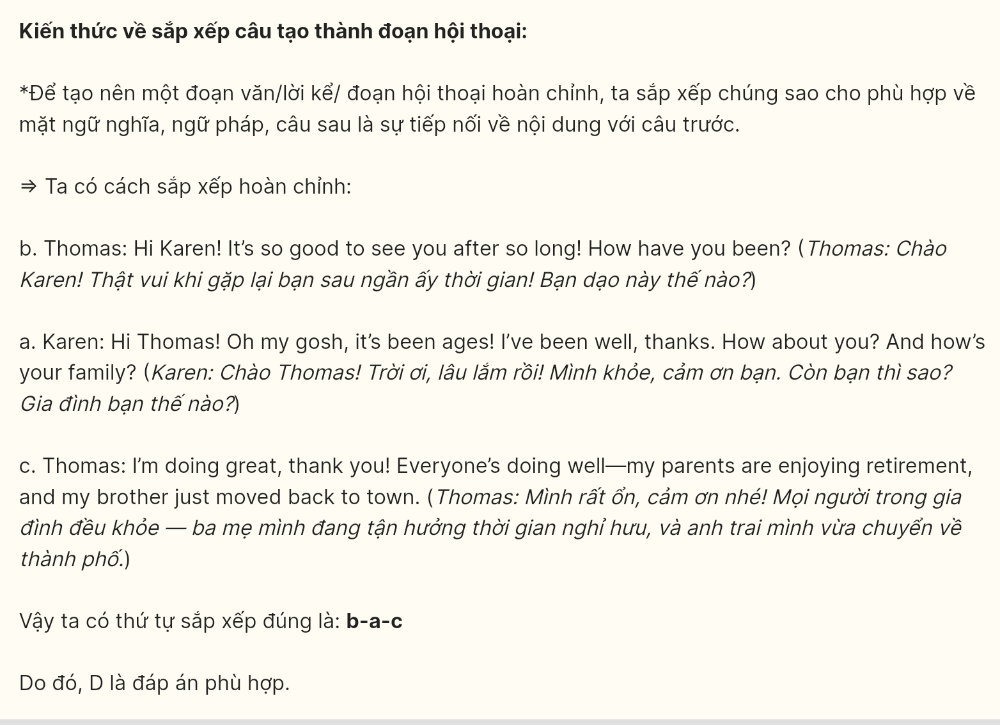 Kiến thức về sắp xếp câu tạo thành đoạn hội thoại:
*Để tạo nên một đoạn văn/lời kể/ đoạn hội thoại hoàn chỉnh, ta sắp xếp chúng sao cho phù hợp về
mặt ngữ nghĩa, ngữ pháp, câu sau là sự tiếp nối về nội dung với câu trước.
⇒ Ta có cách sắp xếp hoàn chỉnh:
b. Thomas: Hi Karen! It’s so good to see you after so long! How have you been? (Thomas: Chào
Karen! Thật vui khi gặp lại bạn sau ngần ấy thời gian! Bạn dạo này thế nào?)
a. Karen: Hi Thomas! Oh my gosh, it’s been ages! I’ve been well, thanks. How about you? And how’s
your family? (Karen: Chào Thomas! Trời ơi, lâu lắm rồi! Mình khỏe, cảm ơn bạn. Còn bạn thì sao?
Gia đình bạn thế nào?)
c. Thomas: I’m doing great, thank you! Everyone’s doing well—my parents are enjoying retirement,
and my brother just moved back to town. (Thomas: Mình rất ổn, cảm ơn nhé! Mọi người trong gia
đình đều khỏe — ba mẹ mình đang tận hưởng thời gian nghỉ hưu, và anh trai mình vừa chuyển về
thành phố.)
Vậy ta có thứ tự sắp xếp đúng là: b-a-c
Do đó, D là đáp án phù hợp.